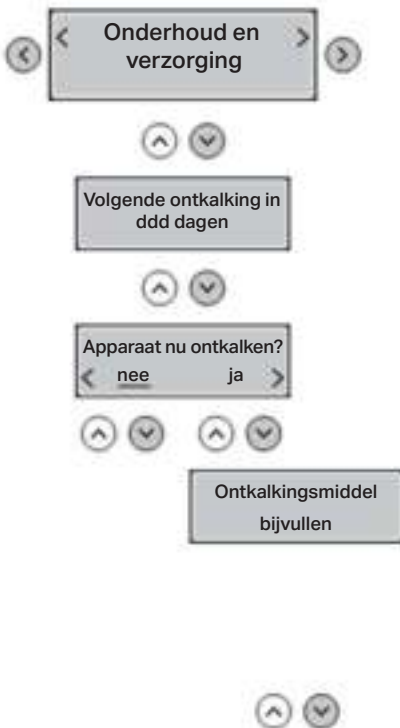 Onderhoud en
verzorging
Volgende ontkalking in
ddd dagen
Apparaat nu ontkalken?
nee ja
Ontkalkingsmiddel
bijvullen